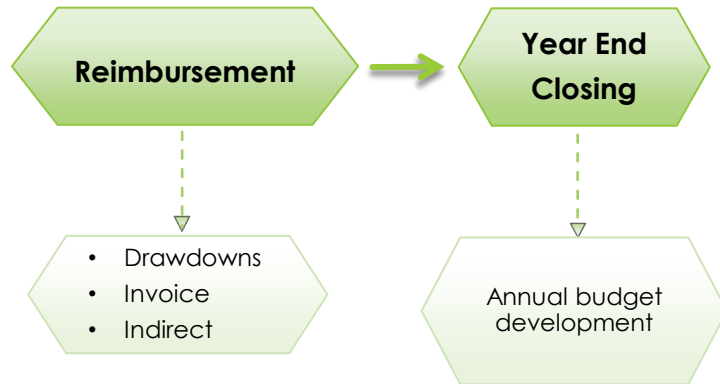 Reimbursement
Year End
Closing
• Drawdowns
• Invoice
• Indirect
Annual budget
development